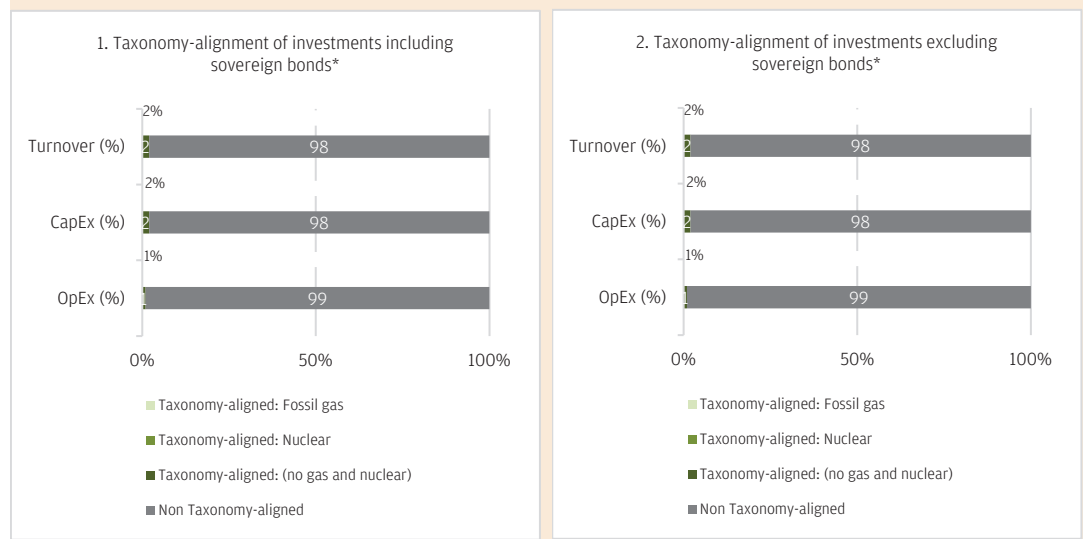 1. Taxonomy-alignment of investments including
sovereign bonds*
2%
Turnover (%)
2
98
2%
CapEx (%)
2
98
1%
OpEx (%)
1
99
0%
50%
100%
Taxonomy-aligned: Fossil gas
Taxonomy-aligned: Nuclear
Taxonomy-aligned: (no gas and nuclear)
Non Taxonomy-aligned
2. Taxonomy-alignment of investments excluding
sovereign bonds*
2%
Turnover (%)
2
98
2%
CapEx (%)
2
98
1%
OpEx (%)
1
99
0%
50%
100%
Taxonomy-aligned: Fossil gas
Taxonomy-aligned: Nuclear
Taxonomy-aligned: (no gas and nuclear)
Non Taxonomy-aligned